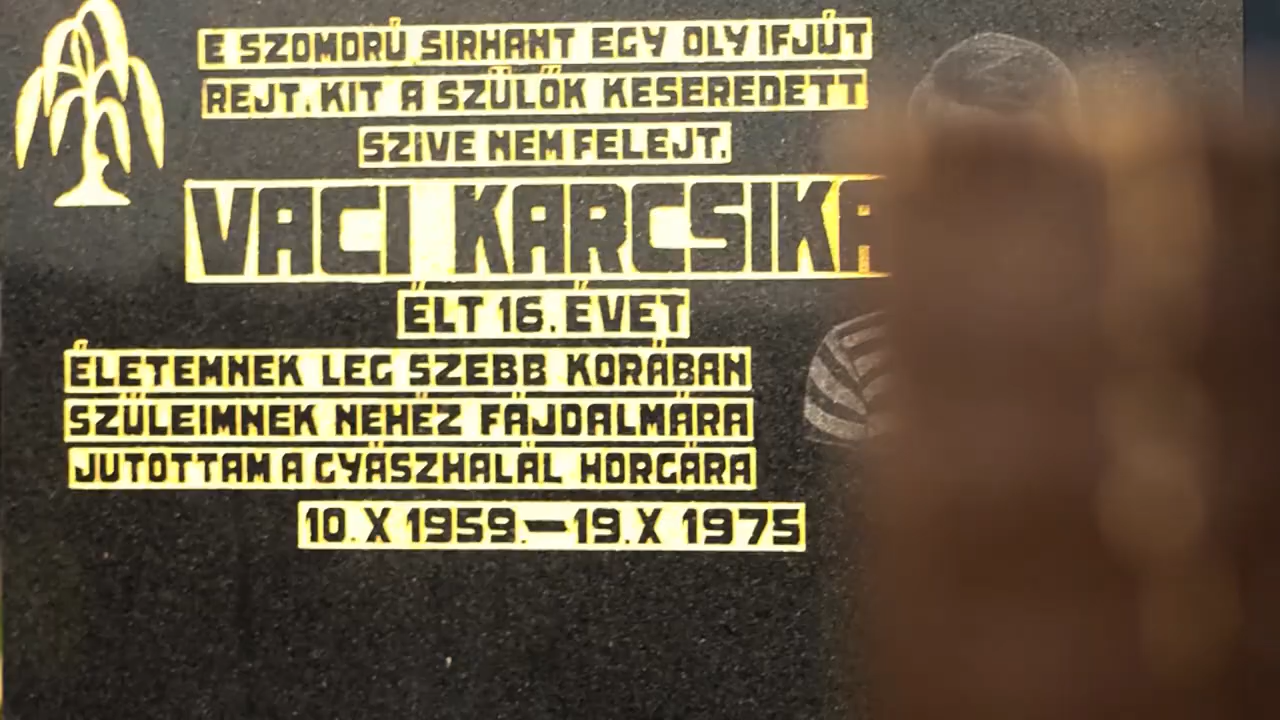 E SZOMORÚ SIRHANT EGY OLY IFJÚT
REJT. KIT A SZÜLŐK KESEREDETT
SZIVE NEM FELEJT.
VACI KARCSIKA
ÉLT 16. ÉVET
ÉLETEMNEK LEG SZEBB KORÁBAN
SZÜLEIMNEK NEHÉZ FÁJDALMÁRA
JUTOTTAM A GYÁSZHALÁL HORGÁRA
10. X 1959.—19. X 1975